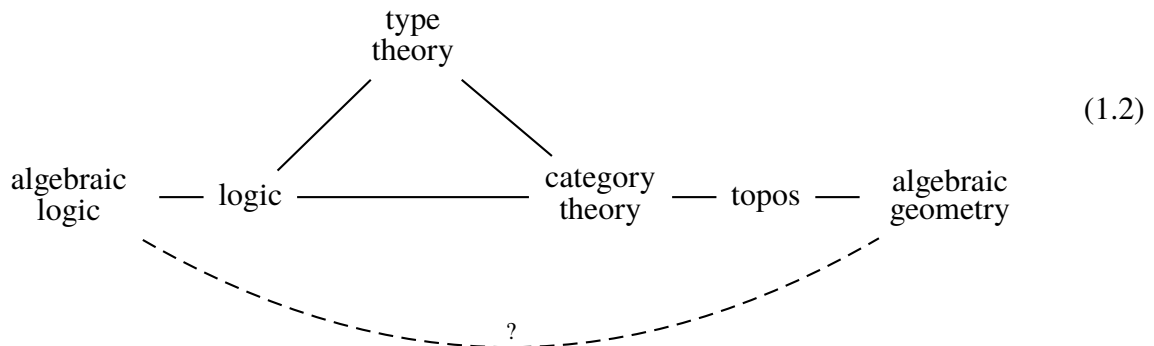 type
theory
(1.2)
algebraic
logic
logic
category
theory
topos
algebraic
geometry
?